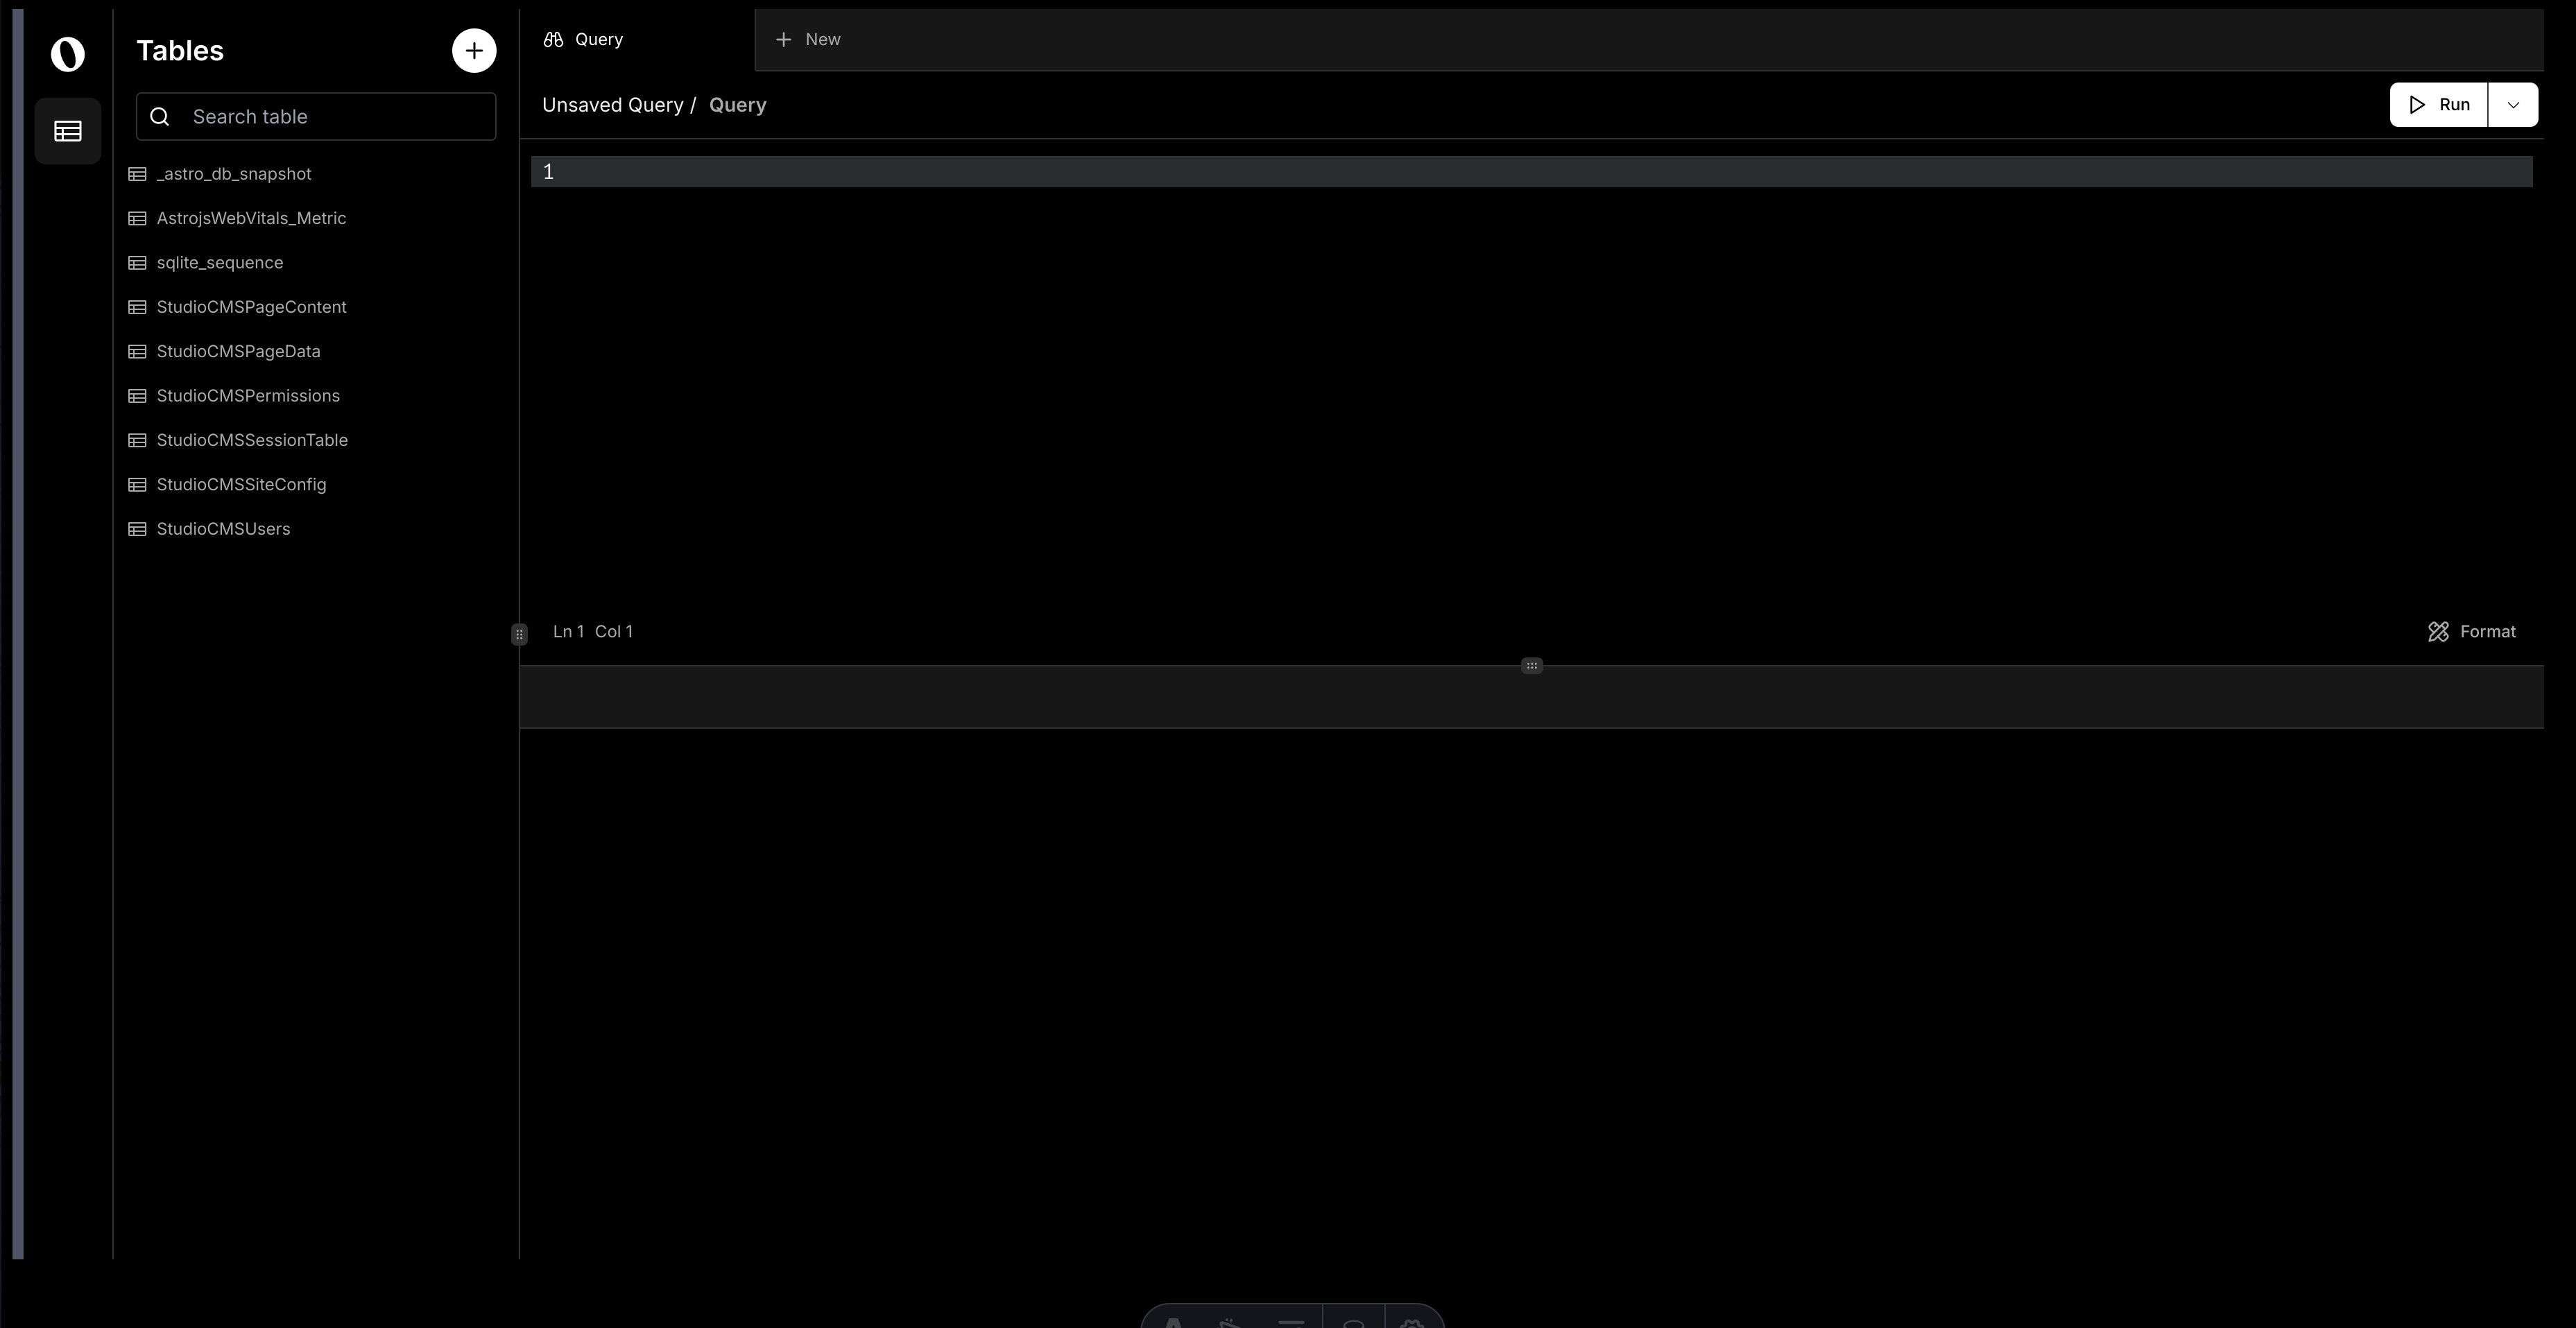 Tables
Search table
_astro_db_snapshot
AstrojsWebVitals_Metric
sqlite_sequence
StudioCMSPageContent
StudioCMSPageData
StudioCMSPermissions
StudioCMSSessionTable
StudioCMSSiteConfig
StudioCMSUsers
Query
New
Unsaved Query / Query
Run
1
Ln 1 Col 1
Format